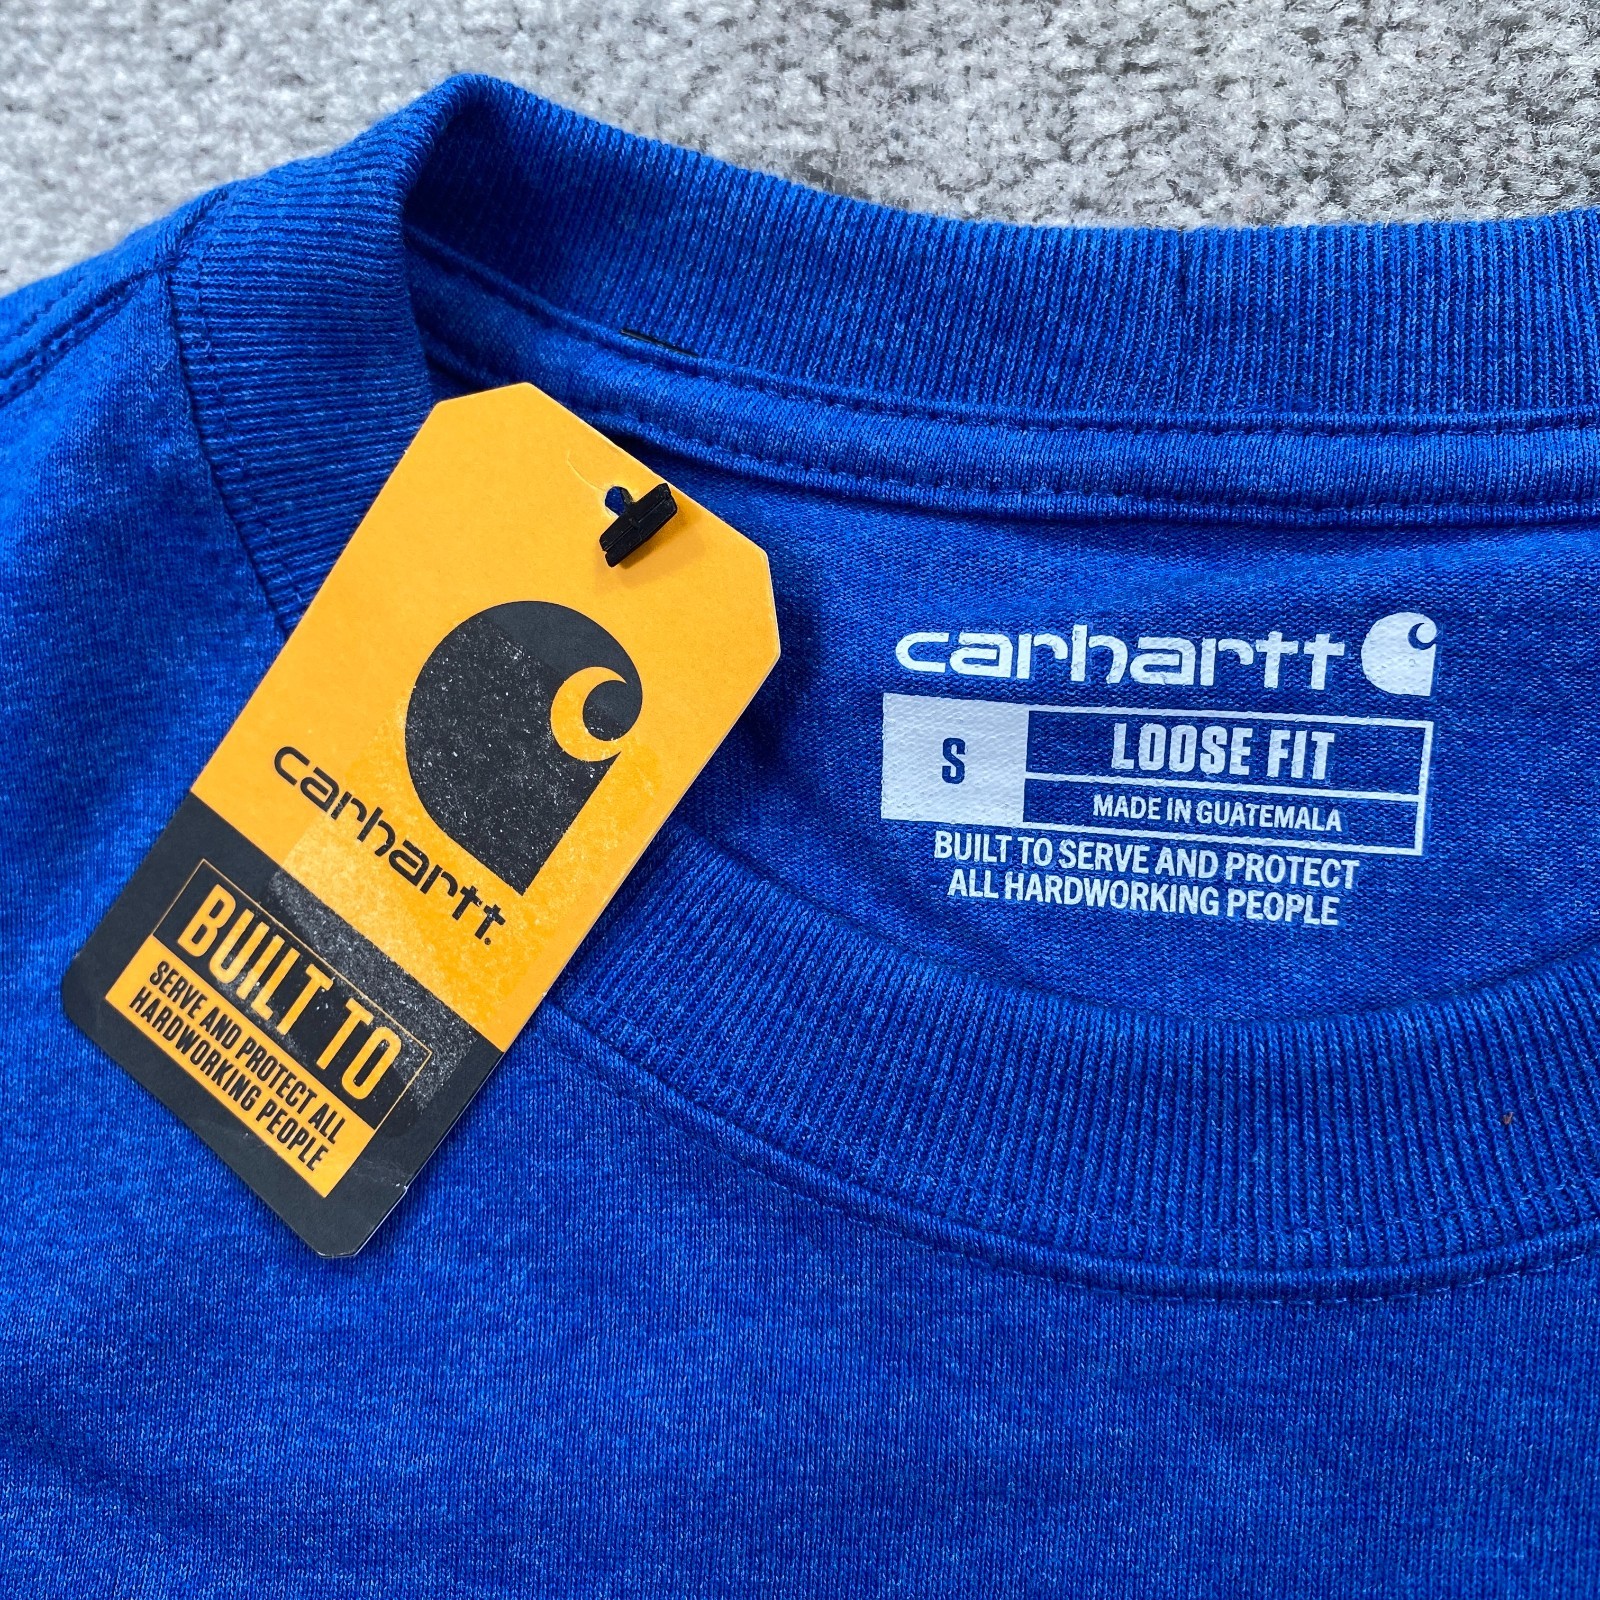 carhartt.
BUILT TO
SERVE AND PROTECT ALL
HARDWORKING PEOPLE
carhartt
S
LOOSE FIT
MADE IN GUATEMALA
BUILT TO SERVE AND PROTECT
ALL HARDWORKING PEOPLE